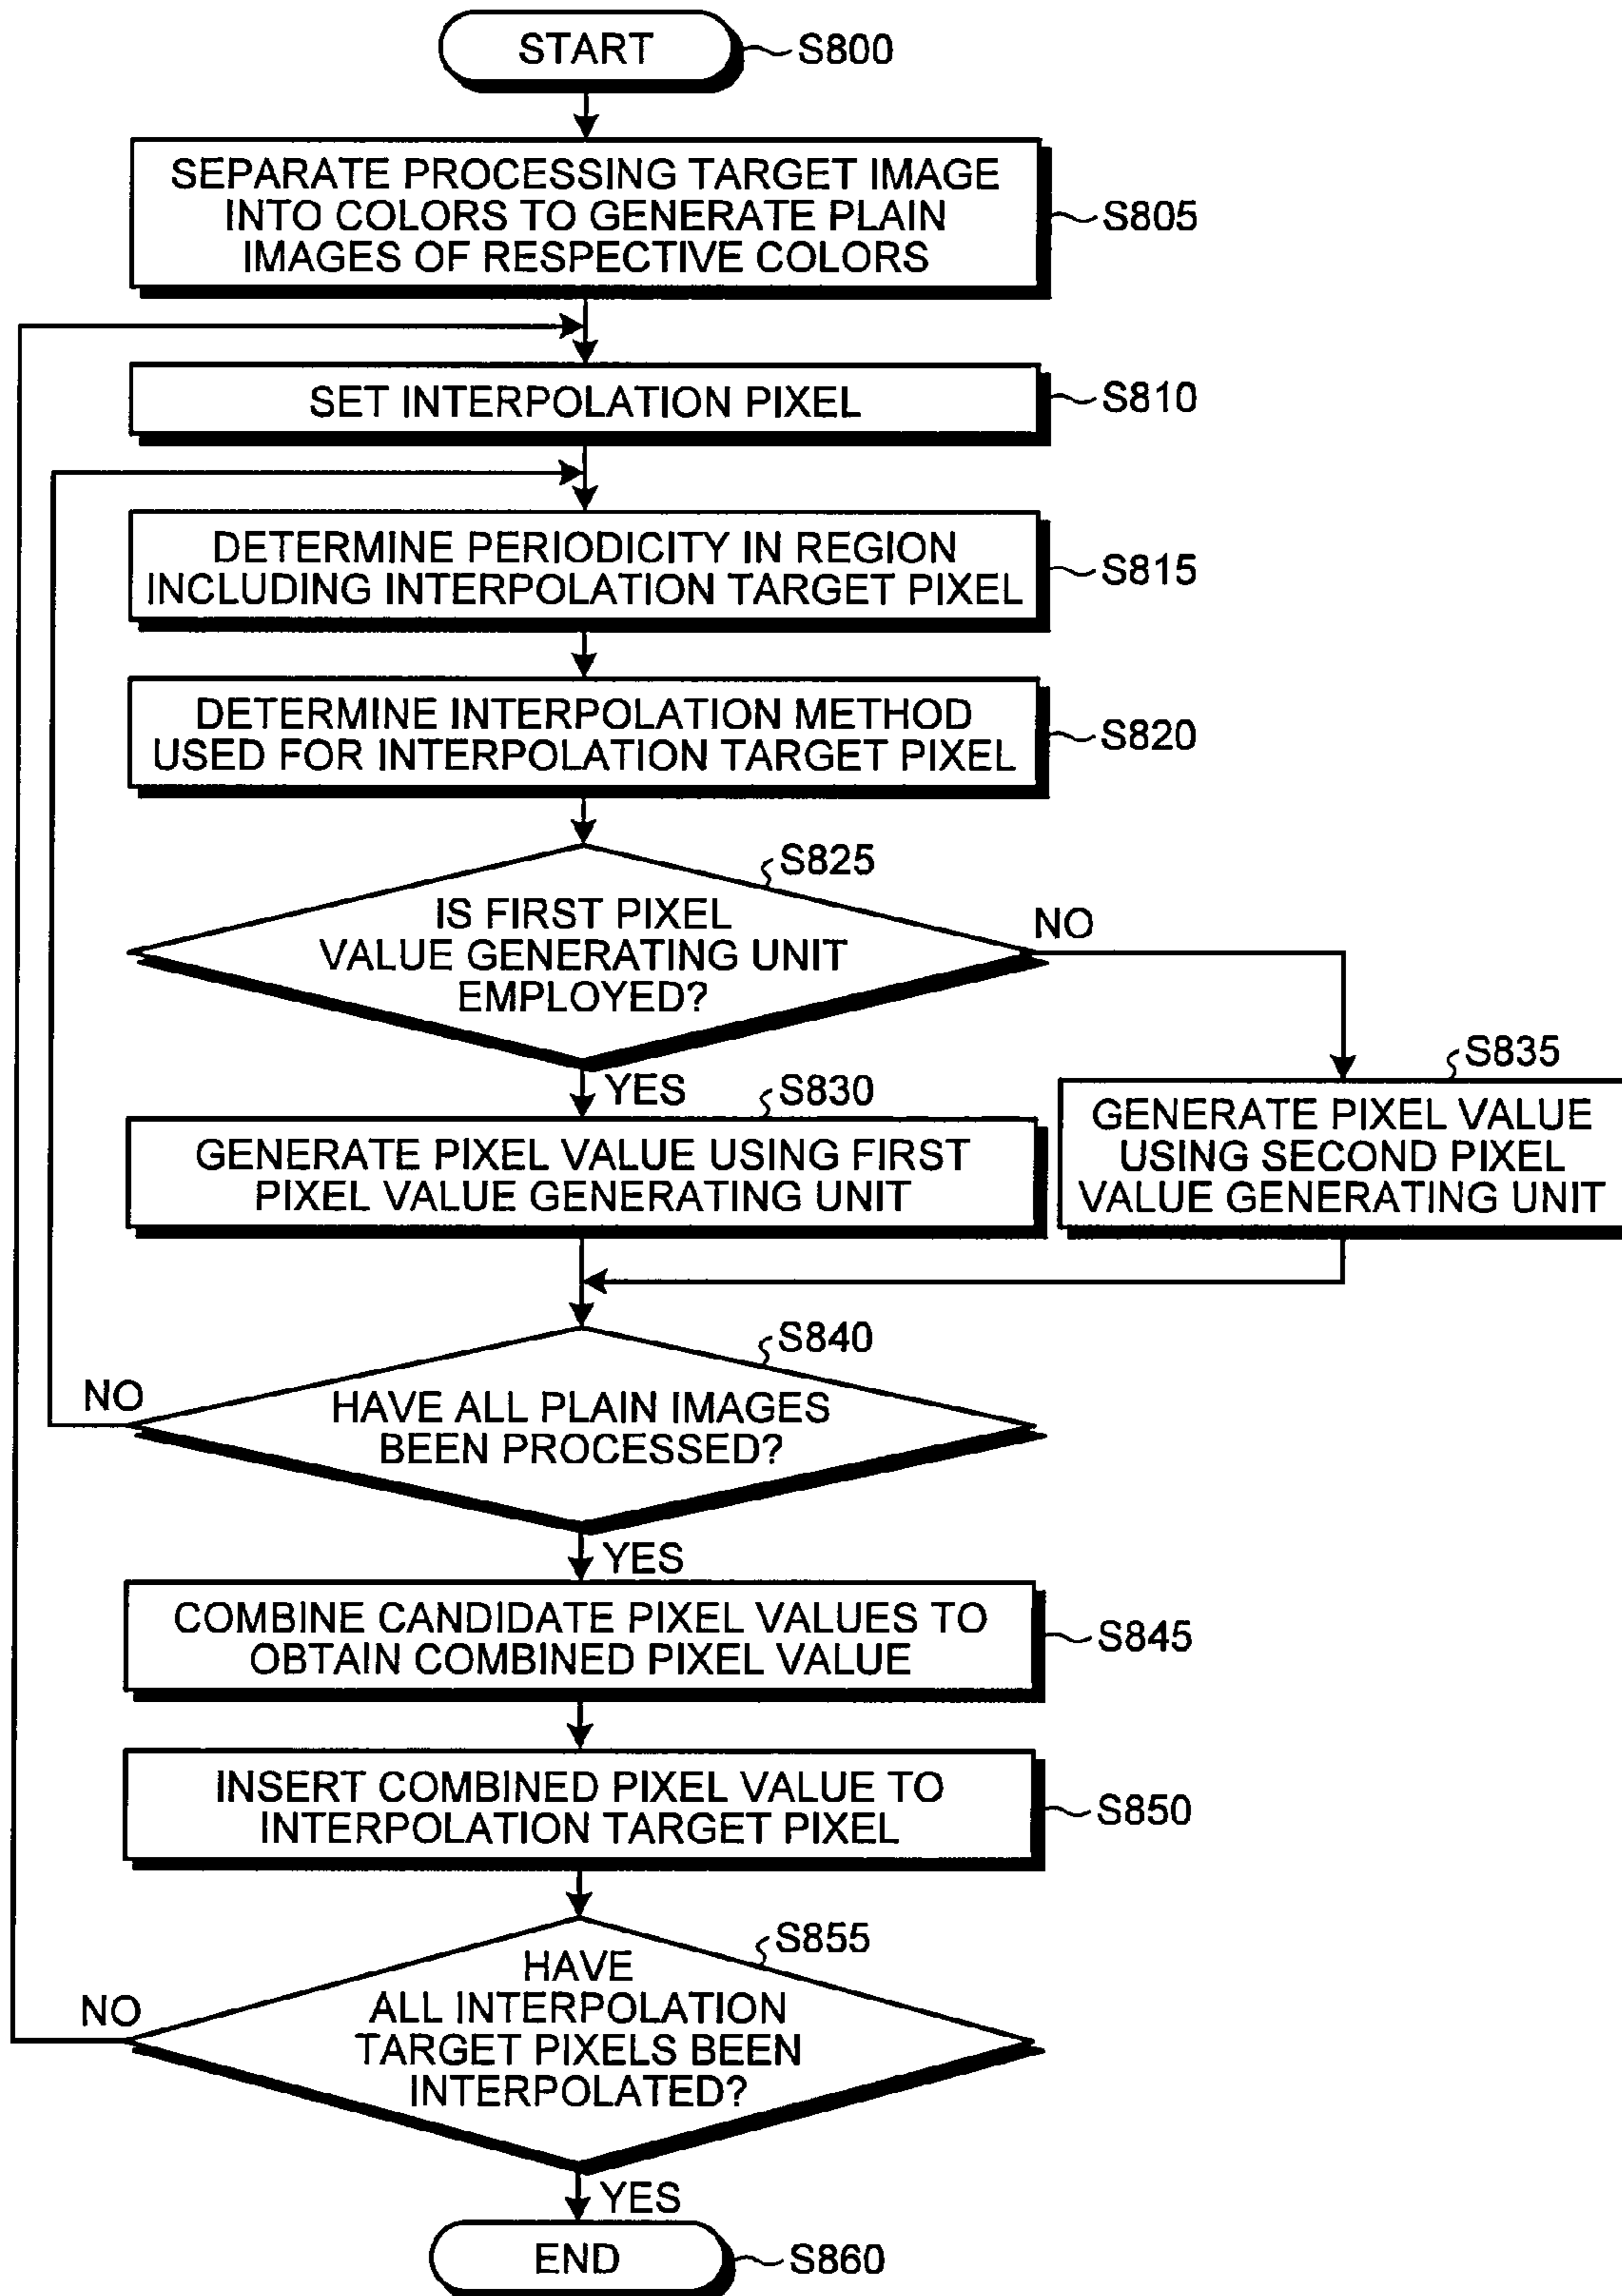 START
S800
SEPARATE PROCESSING TARGET IMAGE
INTO COLORS TO GENERATE PLAIN
IMAGES OF RESPECTIVE COLORS
S805
SET INTERPOLATION PIXEL
S810
DETERMINE PERIODICITY IN REGION
INCLUDING INTERPOLATION TARGET PIXEL
S815
DETERMINE INTERPOLATION METHOD
USED FOR INTERPOLATION TARGET PIXEL
S820
S825
IS FIRST PIXEL
VALUE GENERATING UNIT
EMPLOYED?
NO
YES
S830
GENERATE PIXEL VALUE USING FIRST
PIXEL VALUE GENERATING UNIT
S835
GENERATE PIXEL VALUE
USING SECOND PIXEL
VALUE GENERATING UNIT
S840
HAVE ALL PLAIN IMAGES
BEEN PROCESSED?
NO
YES
COMBINE CANDIDATE PIXEL VALUES TO
OBTAIN COMBINED PIXEL VALUE
S845
INSERT COMBINED PIXEL VALUE TO
INTERPOLATION TARGET PIXEL
S850
S855
HAVE
ALL INTERPOLATION
TARGET PIXELS BEEN
INTERPOLATED?
NO
YES
END
S860